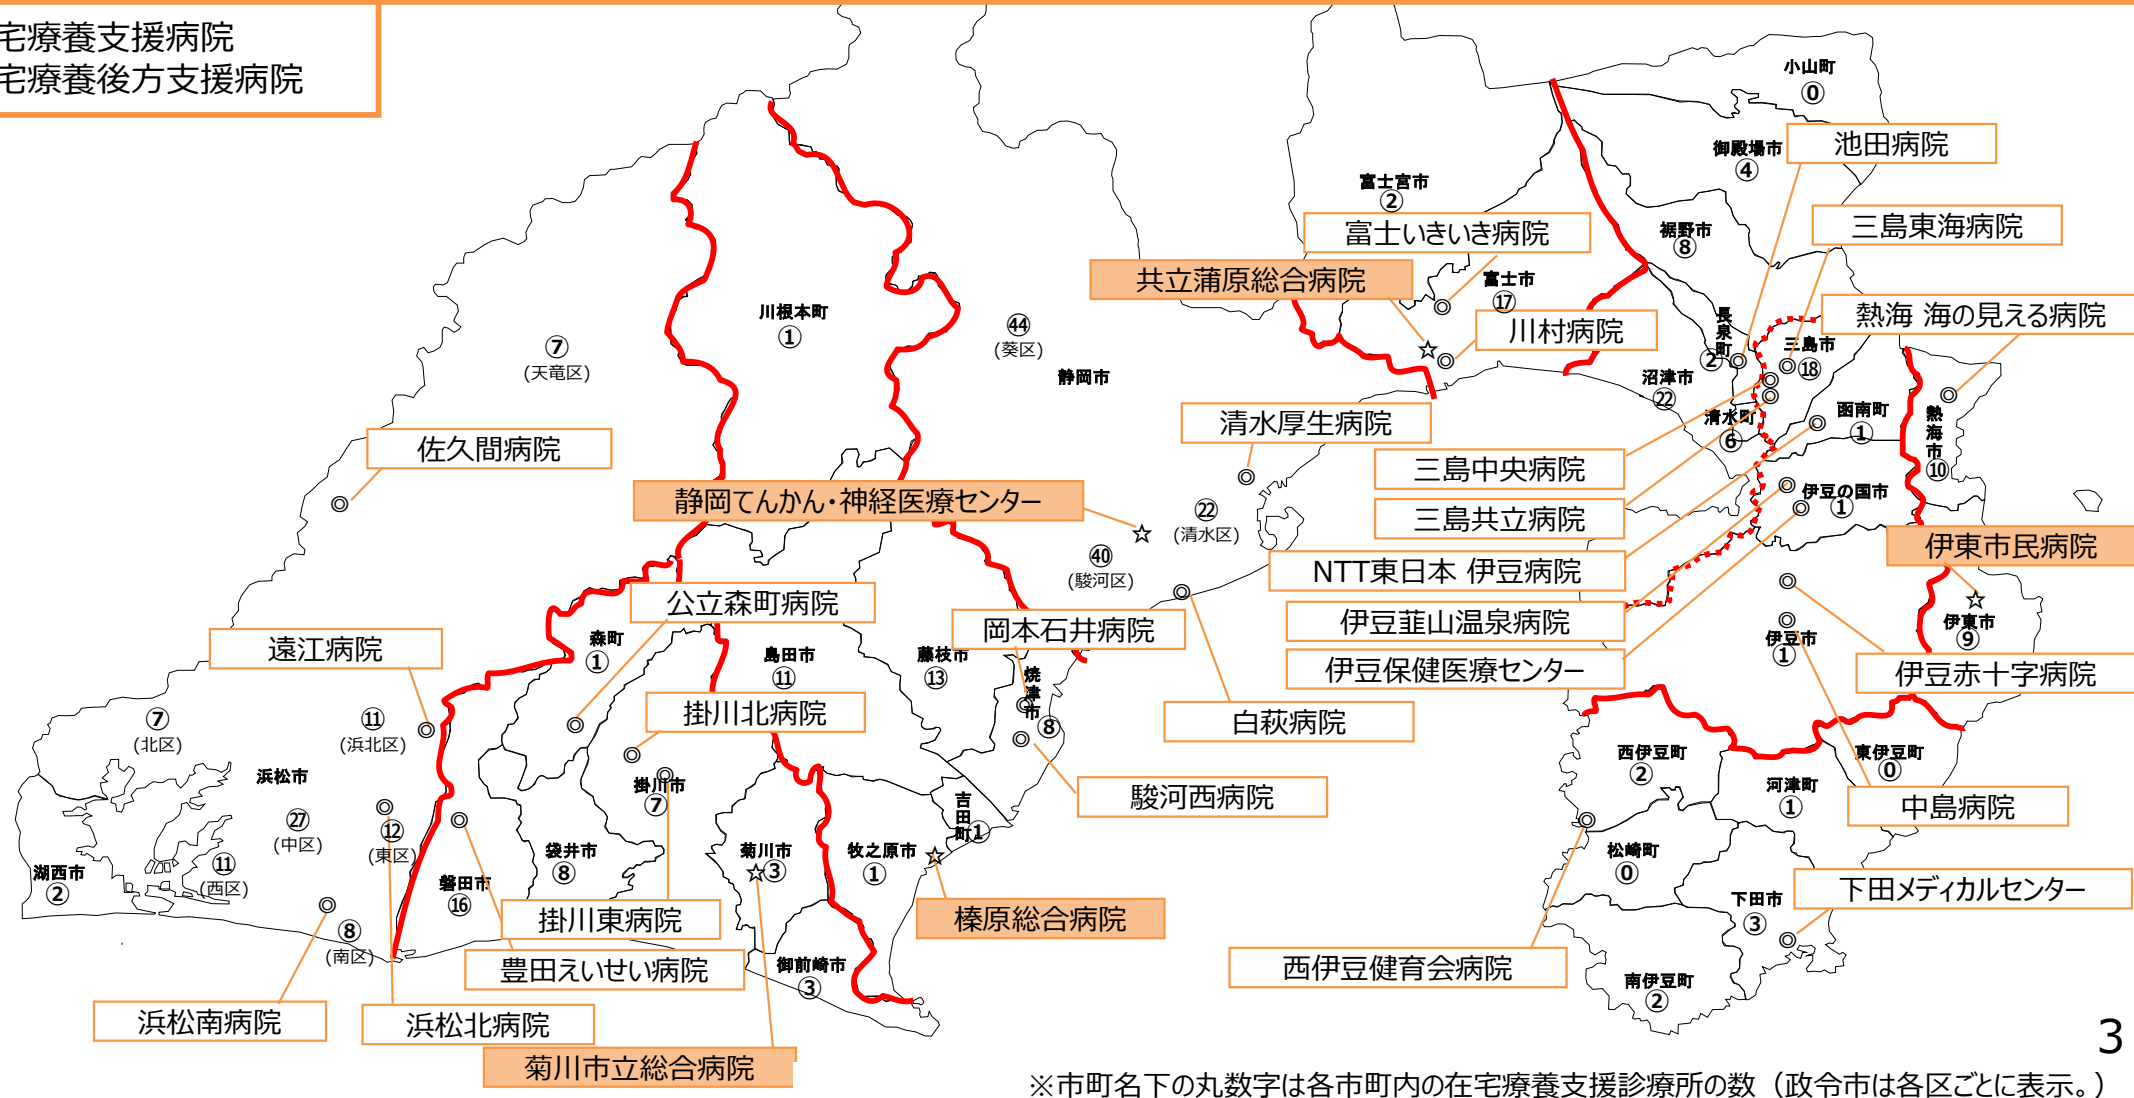 宅療養支援病院
宅療養後方支援病院
小山町
⓪
御殿場市
④
池田病院
富士宮市
②
富士いきいき病院
裾野市
⑧
三島東海病院
共立蒲原総合病院
富士市
⑰
川村病院
長泉町
②
熱海 海の見える病院
三島市
⑱
川根本町
①
㊹
(葵区)
静岡市
⑦
(天竜区)
沼津市
㉒
清水町
⑥
函南町
①
熱海市
⑩
佐久間病院
清水厚生病院
三島中央病院
静岡てんかん・神経医療センター
㉒
(清水区)
三島共立病院
伊豆の国市
①
伊東市民病院
㊵
(駿河区)
NTT東日本 伊豆病院
公立森町病院
岡本石井病院
伊豆韮山温泉病院
伊東市
⑨
遠江病院
森町
①
島田市
⑪
藤枝市
⑬
焼津市
⑧
伊豆保健医療センター
伊豆市
①
伊豆赤十字病院
⑦
(北区)
⑪
(浜北区)
掛川北病院
白萩病院
浜松市
掛川市
⑦
駿河西病院
西伊豆町
②
東伊豆町
⓪
河津町
①
中島病院
㉗
(中区)
⑫
(東区)
吉田町
①
湖西市
②
⑪
(西区)
磐田市
⑯
袋井市
⑧
菊川市
③
牧之原市
①
松崎町
⓪
下田市
③
下田メディカルセンター
⑧
(南区)
掛川東病院
榛原総合病院
豊田えいせい病院
御前崎市
③
西伊豆健育会病院
南伊豆町
②
浜松南病院
浜松北病院
菊川市立総合病院
3
※市町名下の丸数字は各市町内の在宅療養支援診療所の数（政令市は各区ごとに表示。）